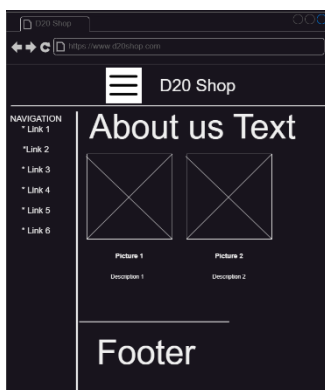 D20 Shop
https://www.d20shop.com
D20 Shop
NAVIGATION
* Link 1
*Link 2
* Link 3
* Link 4
* Link 5
* Link 6
About us Text
Picture 1
Picture 2
Description 1
Description 2
Footer